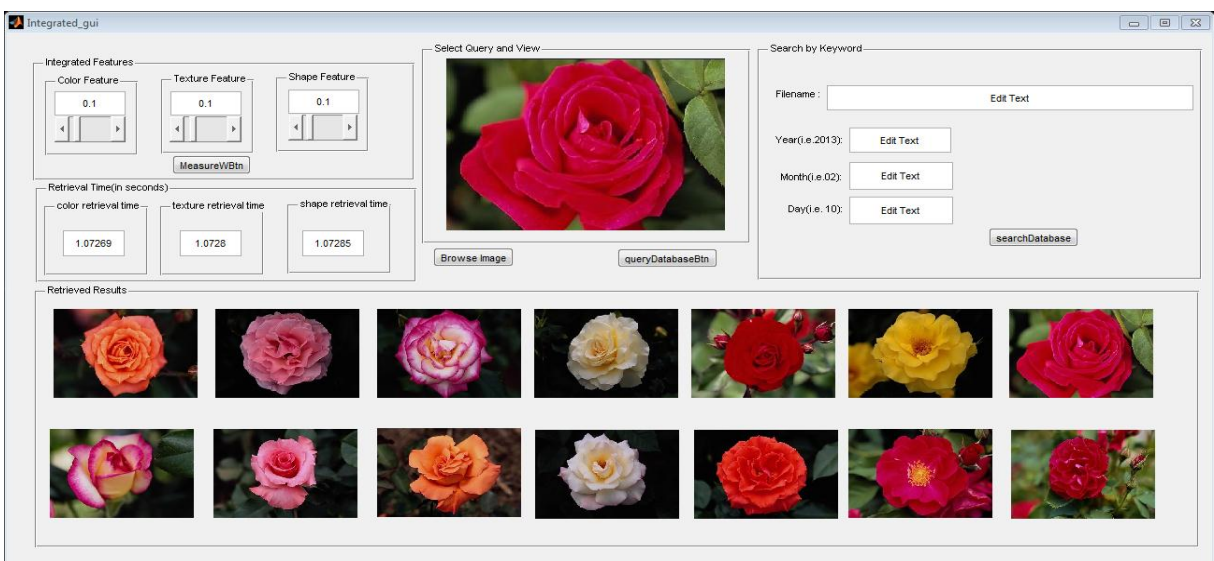 Integrated_gui
Integrated Features
Color Feature
Texture Feature
Shape Feature
0.1
0.1
0.1
MeasureWBtn
Retrieval Time(in seconds)
color retrieval time
texture retrieval time
shape retrieval time
1.07269
1.0728
1.07285
Select Query and View
Browse Image
queryDatabaseBtn
Search by Keyword
Filename :
Edit Text
Year(i.e.2013):
Edit Text
Month(i.e.02):
Edit Text
Day(i.e. 10):
Edit Text
searchDatabase
Retrieved Results